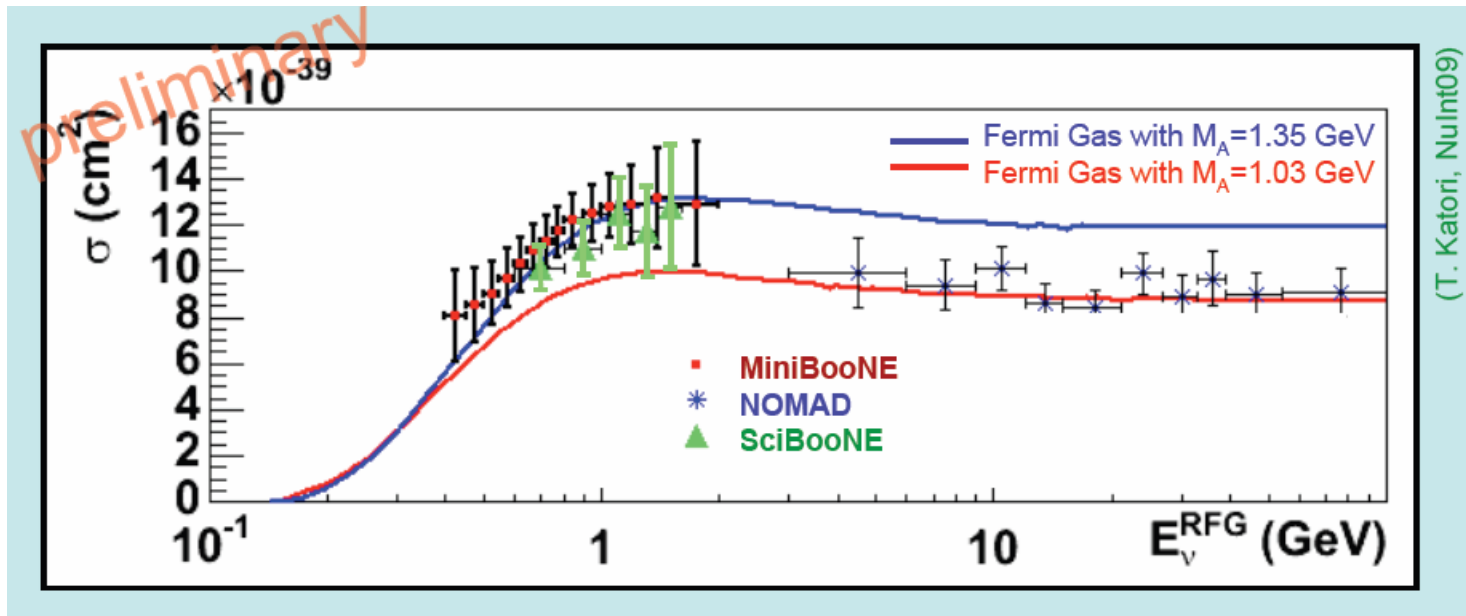 preliminary
×10⁻³⁹
σ (cm²)
16
14
12
10
8
6
4
2
0
Fermi Gas with M_A=1.35 GeV
Fermi Gas with M_A=1.03 GeV
MiniBooNE
NOMAD
SciBooNE
10⁻¹ 1 10 E_ν^RFG (GeV)
(T. Katori, NuInt09)